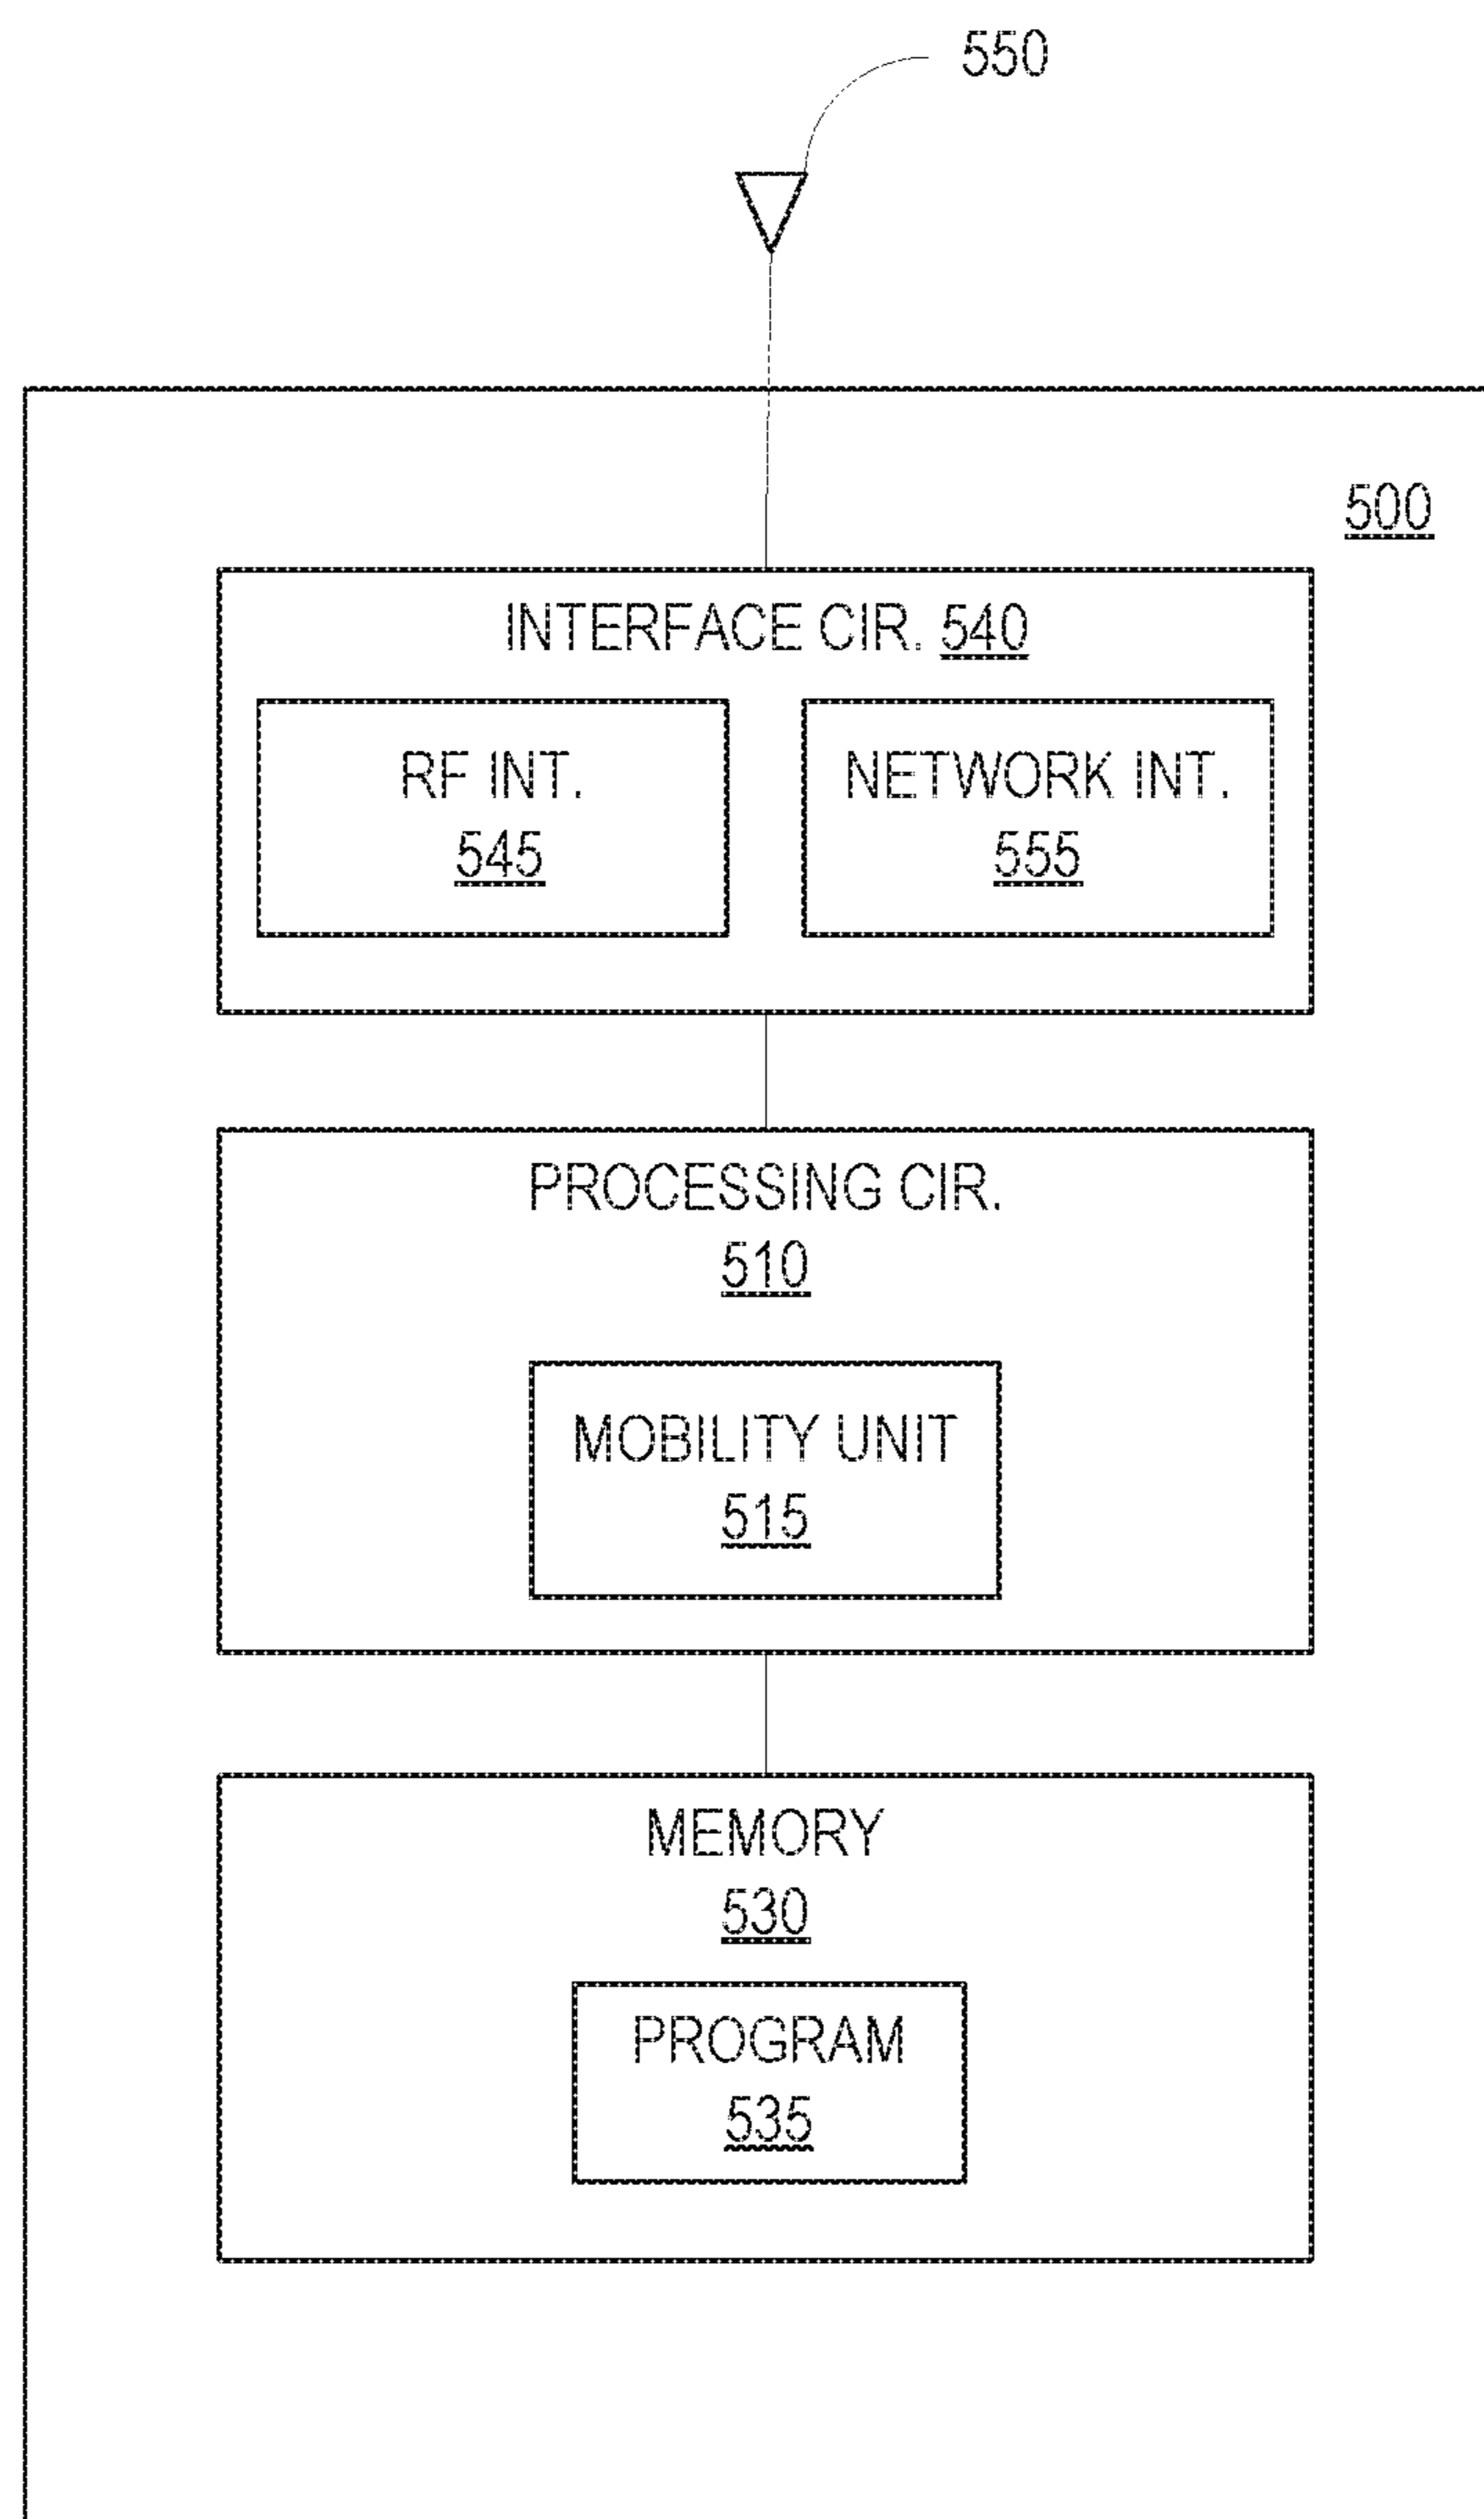 550
500
INTERFACE CIR. 540
RF INT.
545
NETWORK INT.
555
PROCESSING CIR.
510
MOBILITY UNIT
515
MEMORY
530
PROGRAM
535